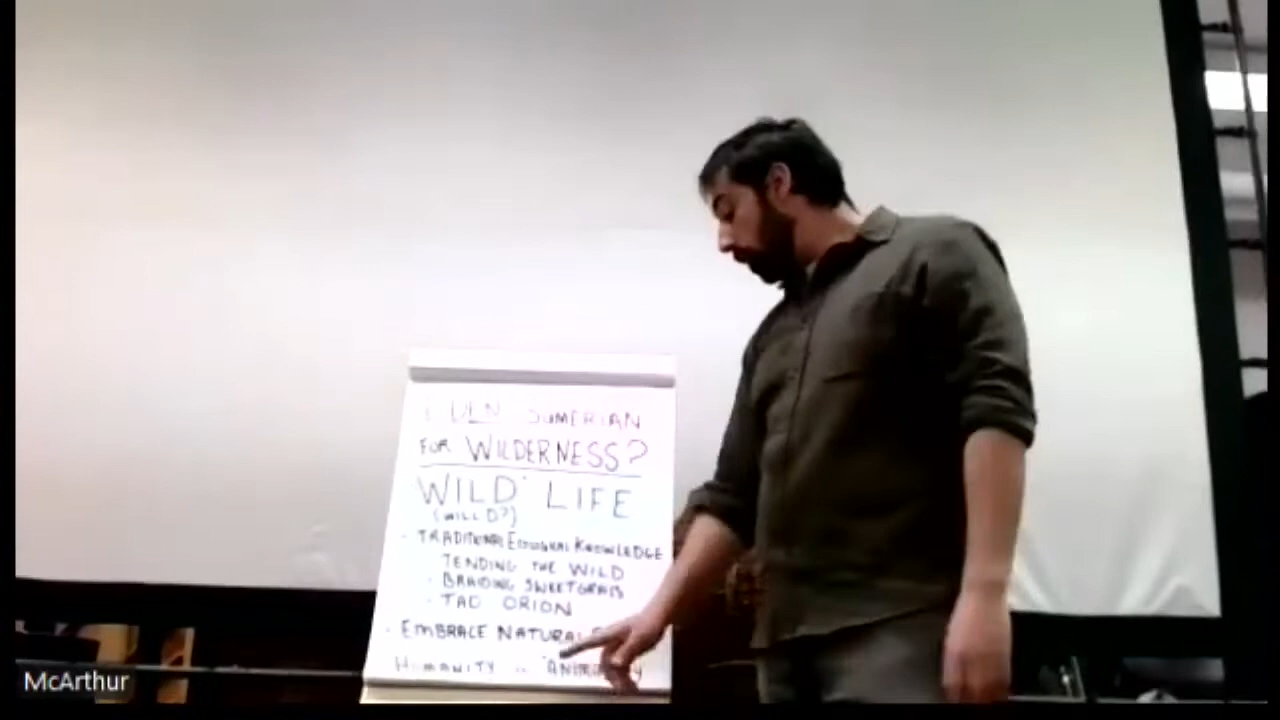 SUMERIAN
FOR WILDERNESS?
WILD LIFE
(WILL D?)
- TRADITIONAL ECOLOGICAL KNOWLEDGE
TENDING THE WILD
- BRAIDING SWEETGRASS
- TAO ORION
- EMBRACE NATURAL
HUMANITY
McArthur